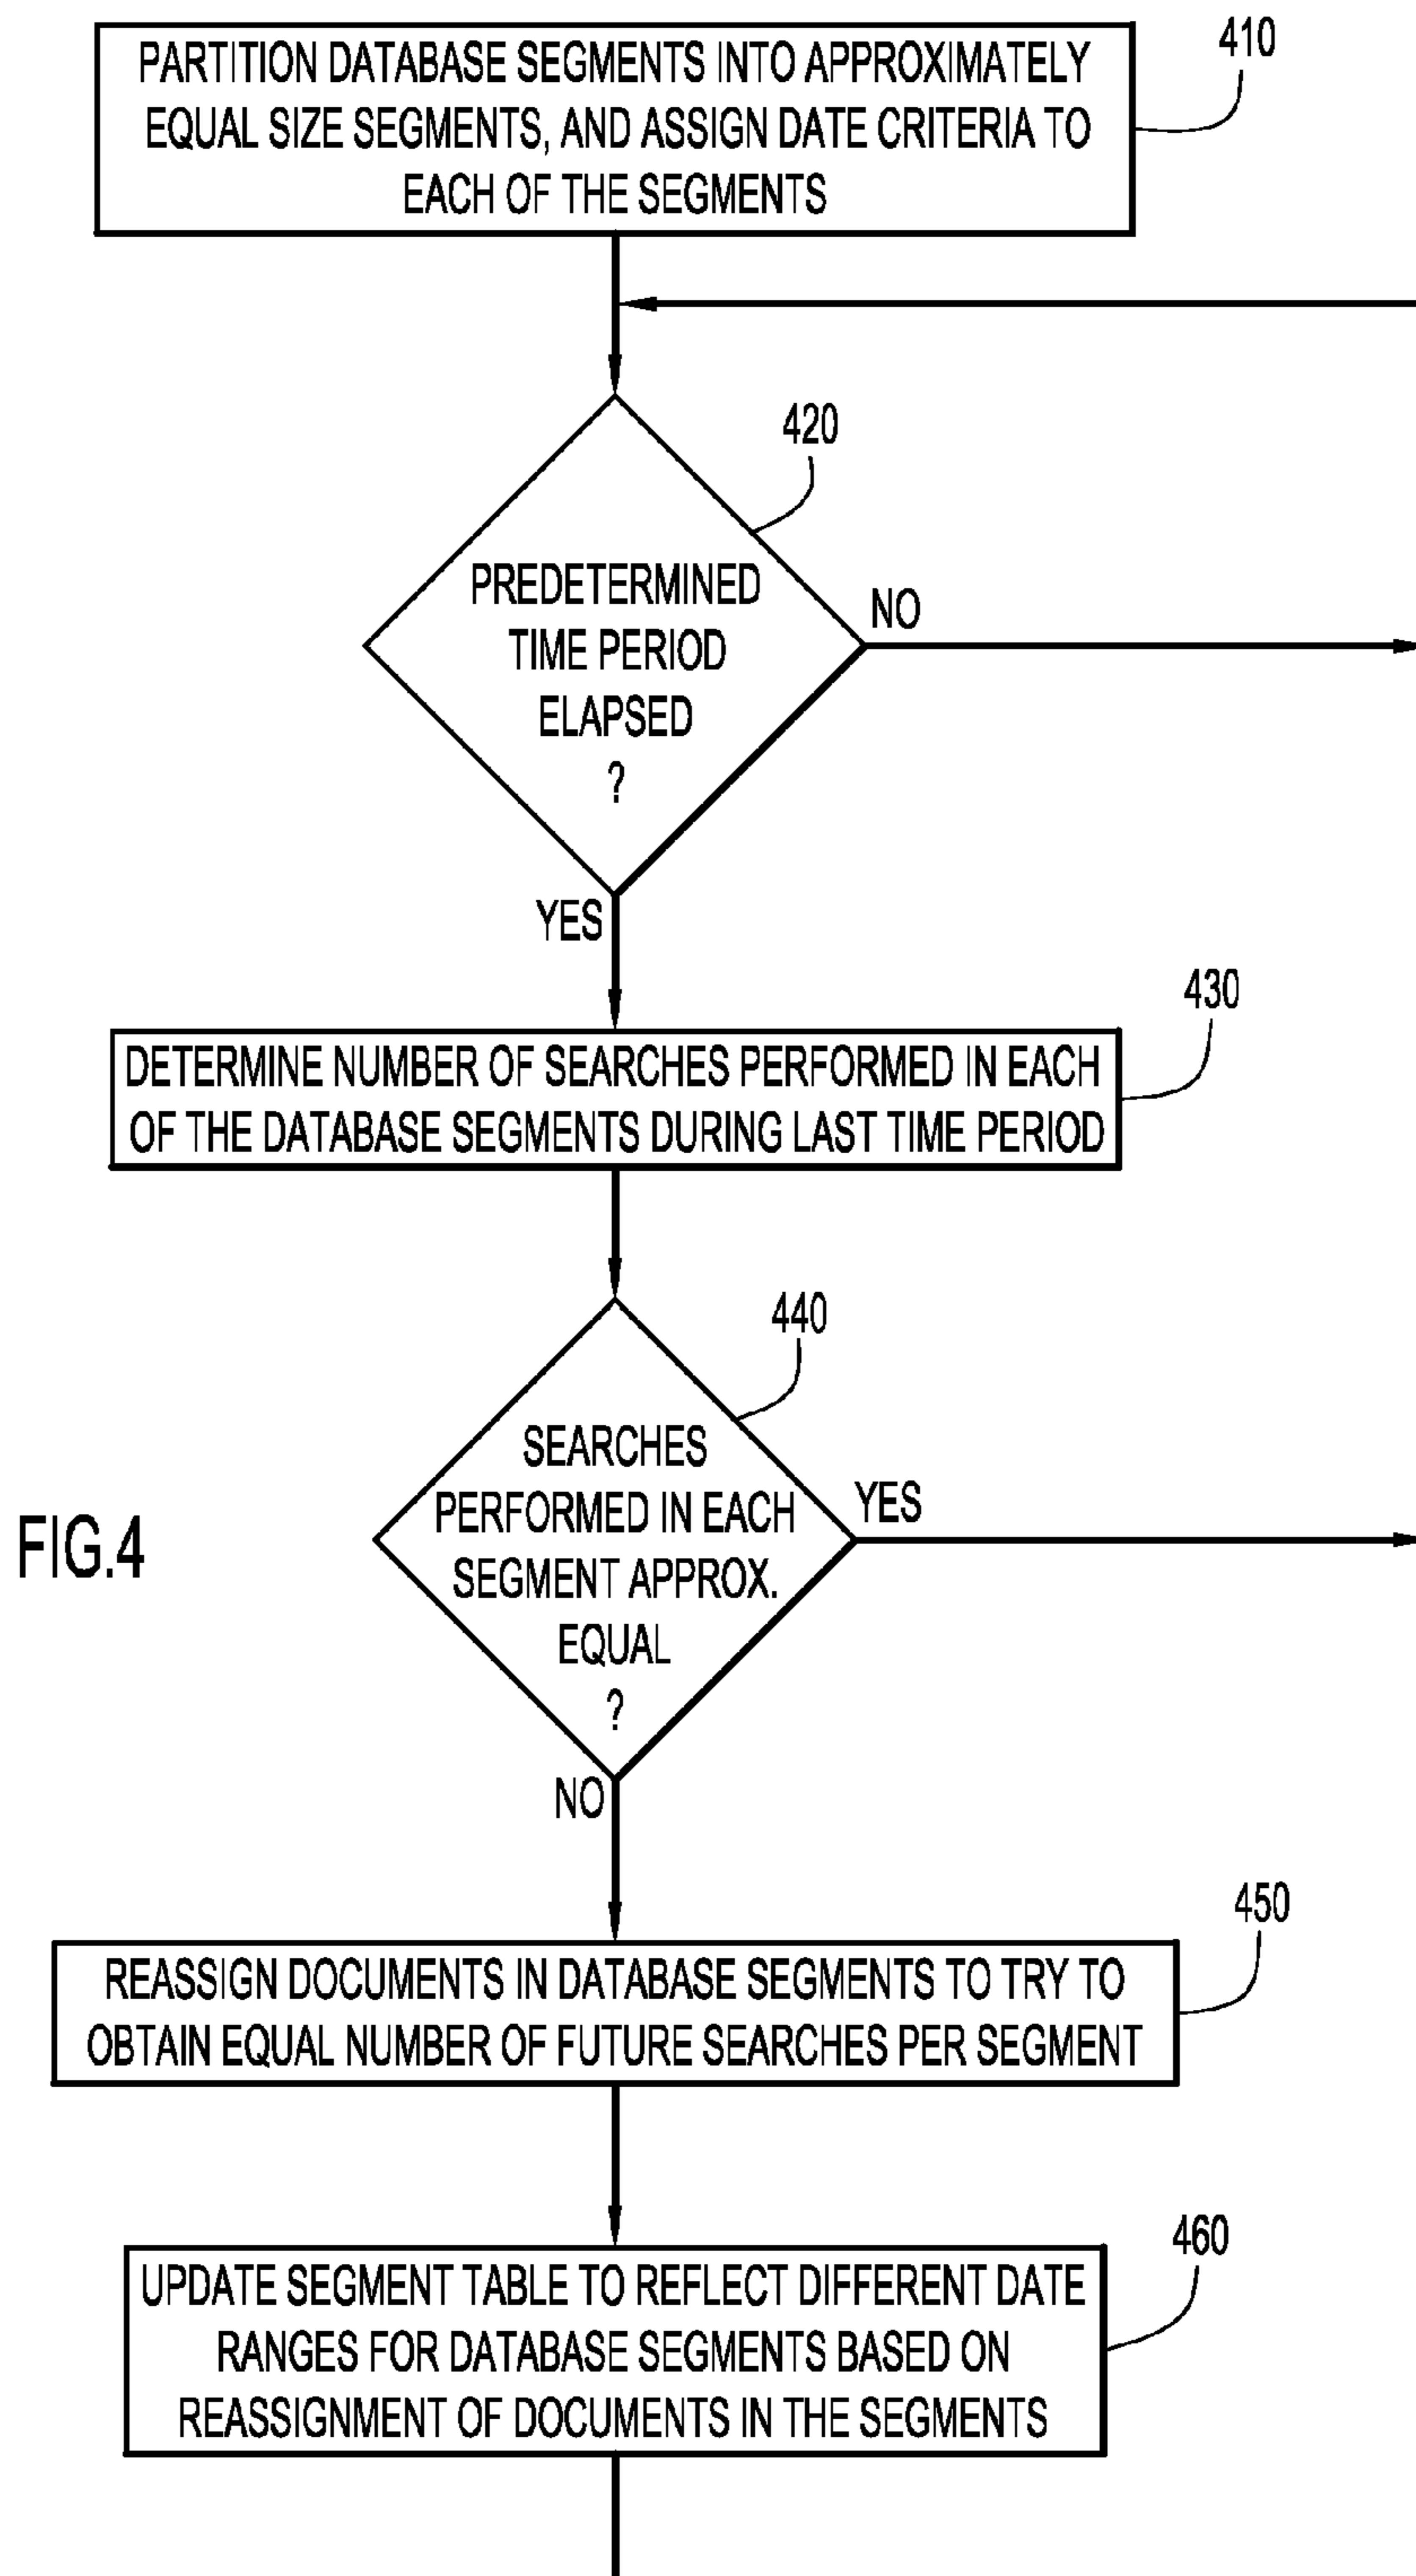 410
PARTITION DATABASE SEGMENTS INTO APPROXIMATELY
EQUAL SIZE SEGMENTS, AND ASSIGN DATE CRITERIA TO
EACH OF THE SEGMENTS
420
PREDETERMINED
TIME PERIOD
ELAPSED
?
NO
YES
430
DETERMINE NUMBER OF SEARCHES PERFORMED IN EACH
OF THE DATABASE SEGMENTS DURING LAST TIME PERIOD
440
SEARCHES
PERFORMED IN EACH
SEGMENT APPROX.
EQUAL
?
YES
FIG.4
NO
450
REASSIGN DOCUMENTS IN DATABASE SEGMENTS TO TRY TO
OBTAIN EQUAL NUMBER OF FUTURE SEARCHES PER SEGMENT
460
UPDATE SEGMENT TABLE TO REFLECT DIFFERENT DATE
RANGES FOR DATABASE SEGMENTS BASED ON
REASSIGNMENT OF DOCUMENTS IN THE SEGMENTS